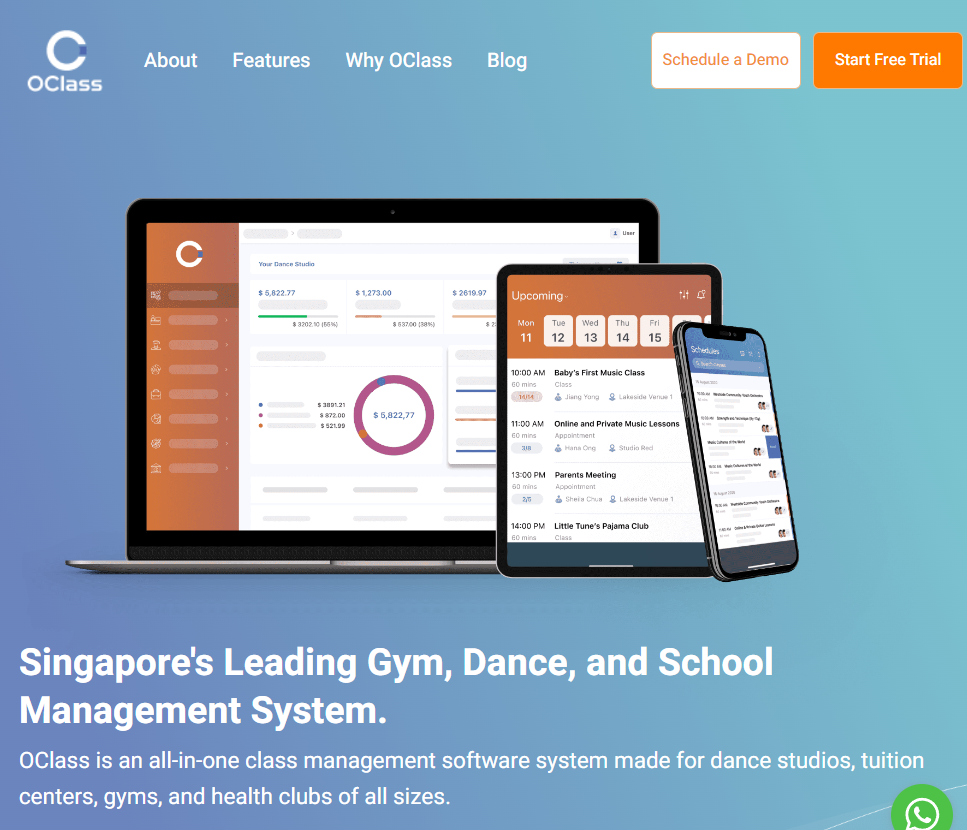 OClass
About
Features
Why OClass
Blog
Schedule a Demo
Start Free Trial
User
Your Dance Studio
$ 5,822.77
$ 1,273.00
$ 2619.97
$ 3202.10 (55%)
$ 537.00 (38%)
$ 3891.21
$ 872.00
$ 521.99
$ 5,822,77
Upcoming
Mon Tue Wed Thu Fri
11 12 13 14 15
10:00 AM Baby's First Music Class
60 mins Class
14/14 Jiang Yong Lakeside Venue 1
11:00 AM Online and Private Music Lessons
60 mins Appointment
3/8 Hana Ong Studio Red
13:00 PM Parents Meeting
60 mins Appointment
Sheila Chua Lakeside Venue 1
14:00 PM Little Tune's Pajama Club
60 mins Class
Schedules
Singapore's Leading Gym, Dance, and School
Management System.
OClass is an all-in-one class management software system made for dance studios, tuition
centers, gyms, and health clubs of all sizes.